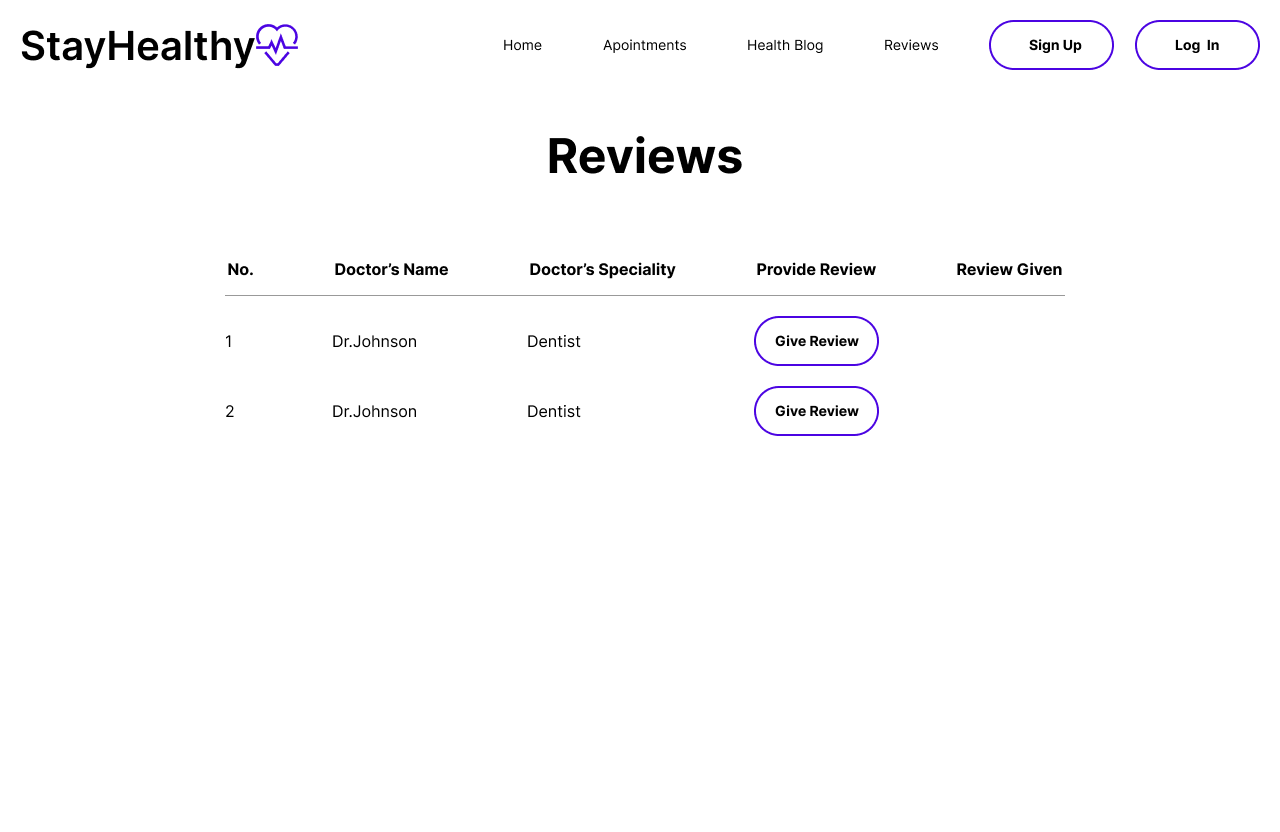 StayHealthy Home Apointments Health Blog Reviews Sign Up Log In
Reviews
No. Doctor’s Name Doctor’s Speciality Provide Review Review Given
1 Dr.Johnson Dentist Give Review
2 Dr.Johnson Dentist Give Review